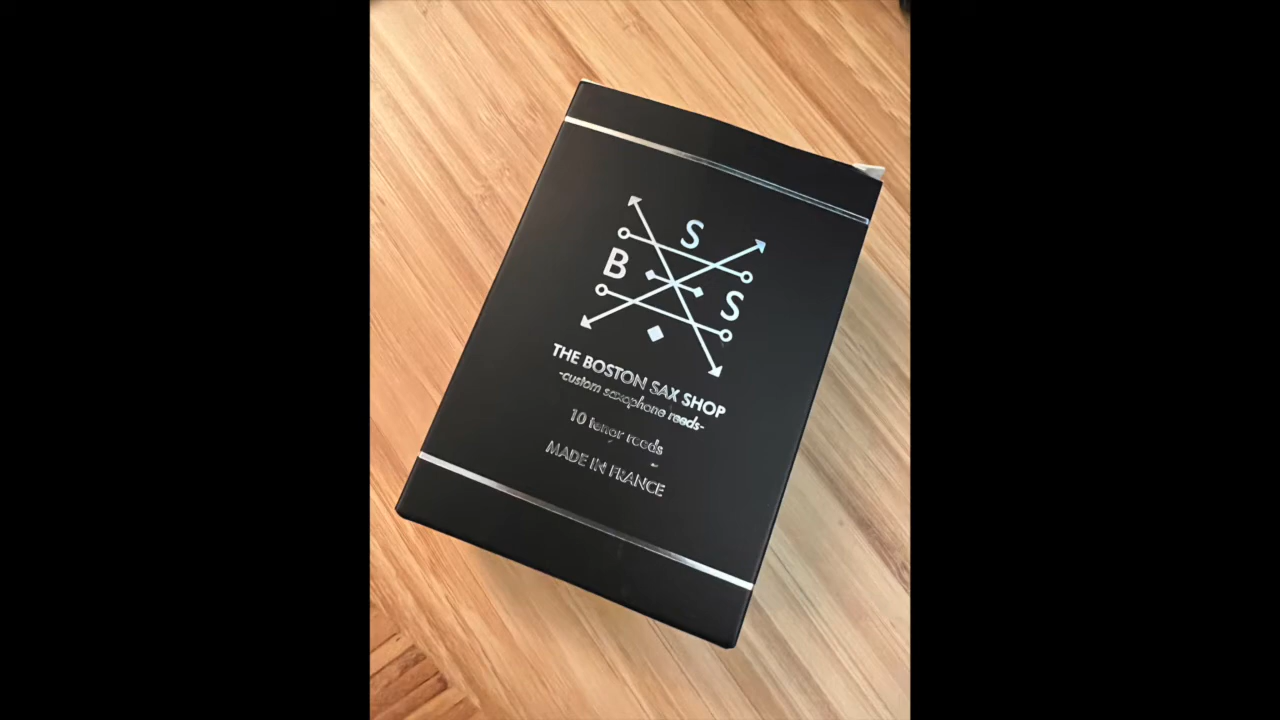 S
B
S
THE BOSTON SAX SHOP
-custom saxophone reeds-
10 tenor reeds
MADE IN FRANCE